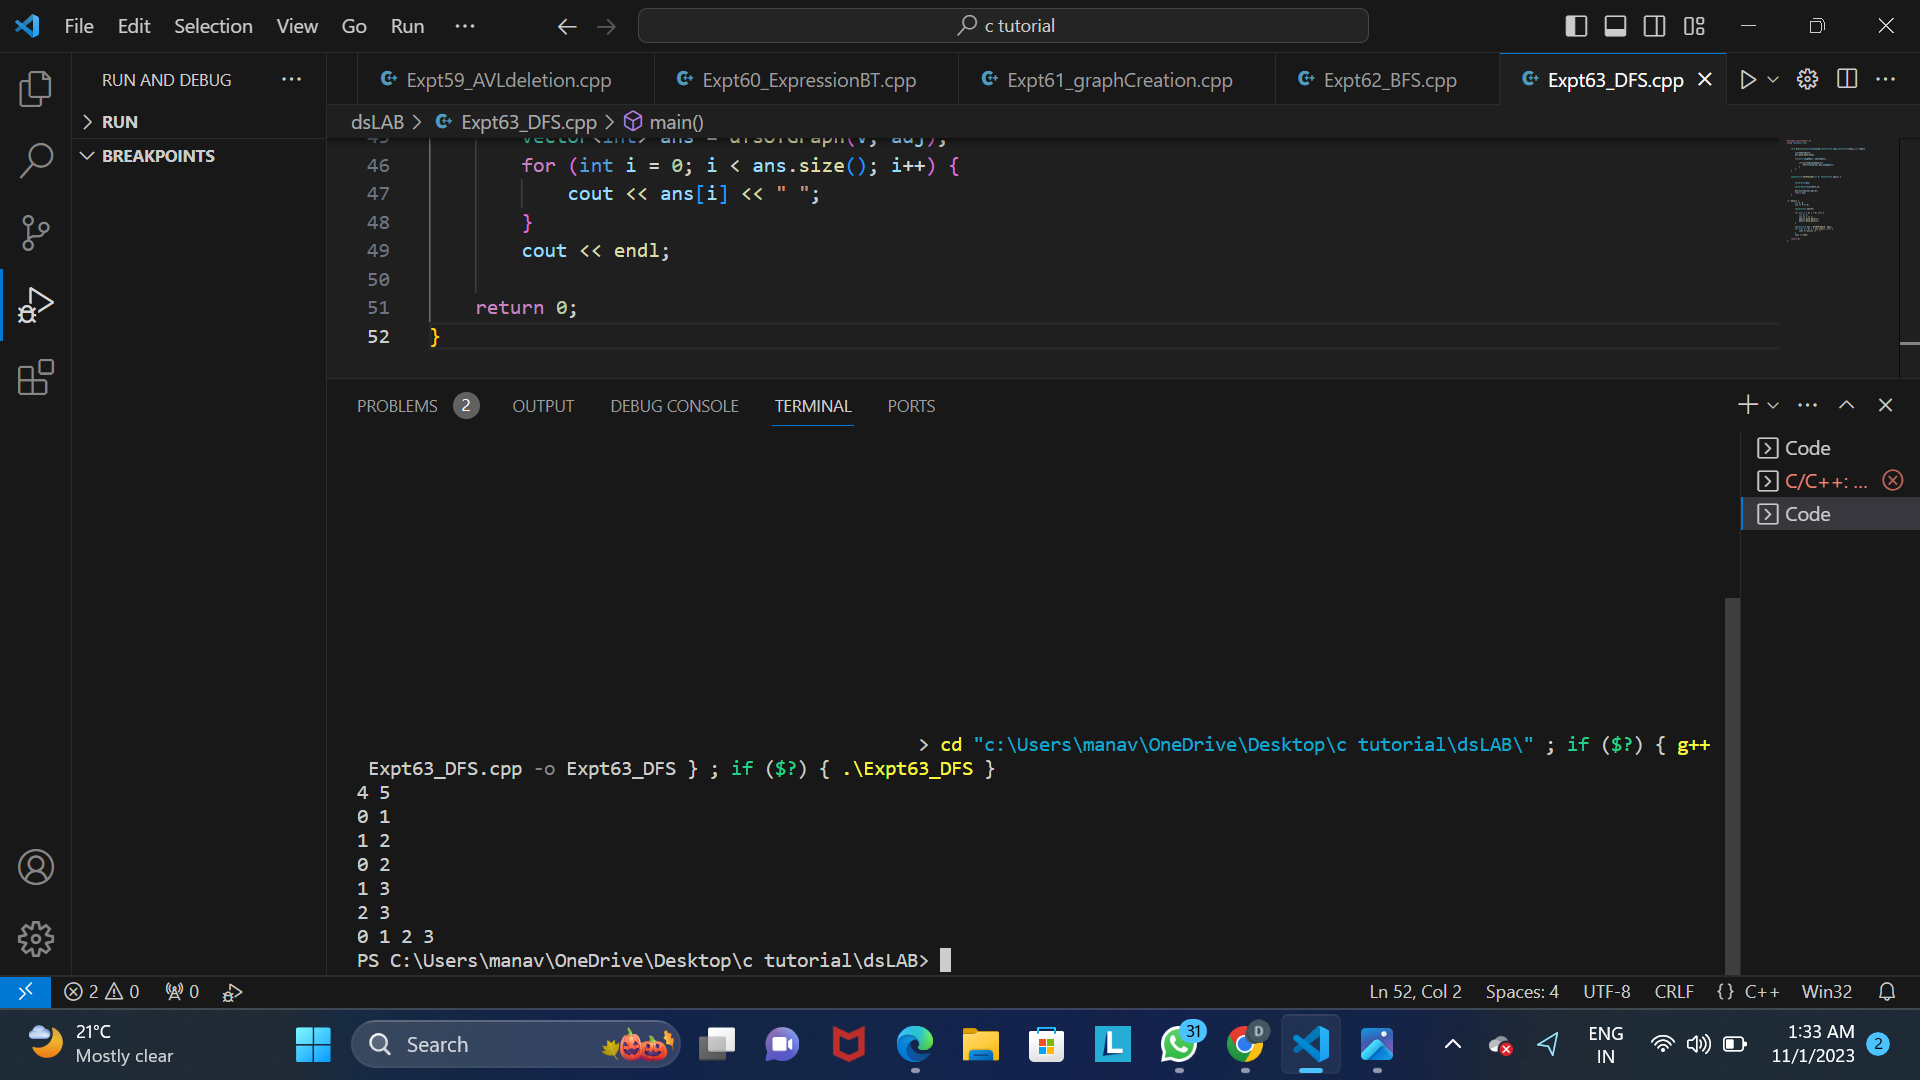 File Edit Selection View Go Run ··· c tutorial
RUN AND DEBUG ···
Expt59_AVLdeletion.cpp Expt60_ExpressionBT.cpp Expt61_graphCreation.cpp Expt62_BFS.cpp Expt63_DFS.cpp
RUN
BREAKPOINTS
dsLAB > Expt63_DFS.cpp > main()
45 vector<int> ans = dfsOfGraph(V, adj);
46 for (int i = 0; i < ans.size(); i++) {
47 cout << ans[i] << " ";
48 }
49 cout << endl;
50
51 return 0;
52 }
PROBLEMS 2 OUTPUT DEBUG CONSOLE TERMINAL PORTS
Code
C/C++: ...
Code
> cd "c:\Users\manav\OneDrive\Desktop\c tutorial\dsLAB\" ; if ($?) { g++
Expt63_DFS.cpp -o Expt63_DFS } ; if ($?) { .\Expt63_DFS }
4 5
0 1
1 2
0 2
1 3
2 3
0 1 2 3
PS C:\Users\manav\OneDrive\Desktop\c tutorial\dsLAB>
2 0 0 Ln 52, Col 2 Spaces: 4 UTF-8 CRLF {} C++ Win32
21°C
Mostly clear
Search
L
31
D
ENG
IN
1:33 AM
11/1/2023
2